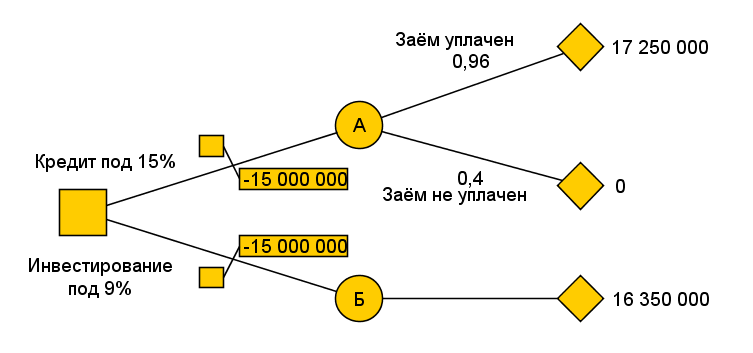 Заём уплачен
0,96
17 250 000
А
Кредит под 15%
-15 000 000
0,4
Заём не уплачен
0
-15 000 000
Инвестирование
под 9%
Б
16 350 000